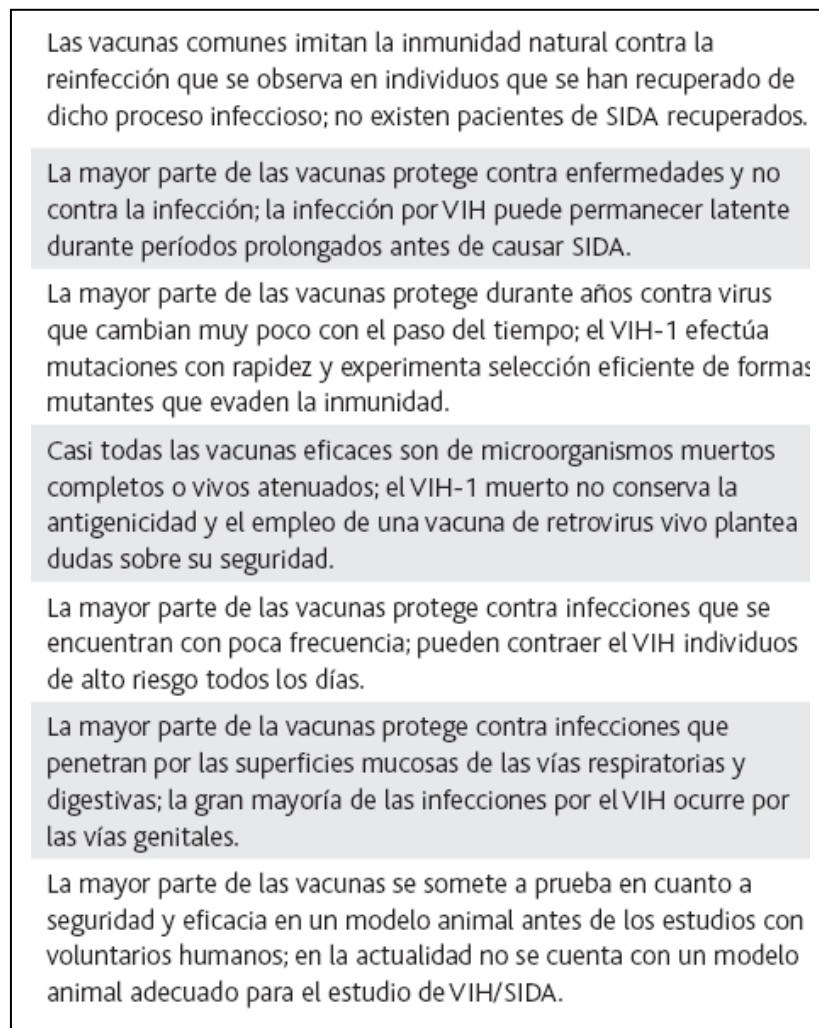 Las vacunas comunes imitan la inmunidad natural contra la
reinfección que se observa en individuos que se han recuperado de
dicho proceso infeccioso; no existen pacientes de SIDA recuperados.
La mayor parte de las vacunas protege contra enfermedades y no
contra la infección; la infección por VIH puede permanecer latente
durante períodos prolongados antes de causar SIDA.
La mayor parte de las vacunas protege durante años contra virus
que cambian muy poco con el paso del tiempo; el VIH-1 efectúa
mutaciones con rapidez y experimenta selección eficiente de formas
mutantes que evaden la inmunidad.
Casi todas las vacunas eficaces son de microorganismos muertos
completos o vivos atenuados; el VIH-1 muerto no conserva la
antigenicidad y el empleo de una vacuna de retrovirus vivo plantea
dudas sobre su seguridad.
La mayor parte de las vacunas protege contra infecciones que se
encuentran con poca frecuencia; pueden contraer el VIH individuos
de alto riesgo todos los días.
La mayor parte de la vacunas protege contra infecciones que
penetran por las superficies mucosas de las vías respiratorias y
digestivas; la gran mayoría de las infecciones por el VIH ocurre por
las vías genitales.
La mayor parte de las vacunas se somete a prueba en cuanto a
seguridad y eficacia en un modelo animal antes de los estudios con
voluntarios humanos; en la actualidad no se cuenta con un modelo
animal adecuado para el estudio de VIH/SIDA.